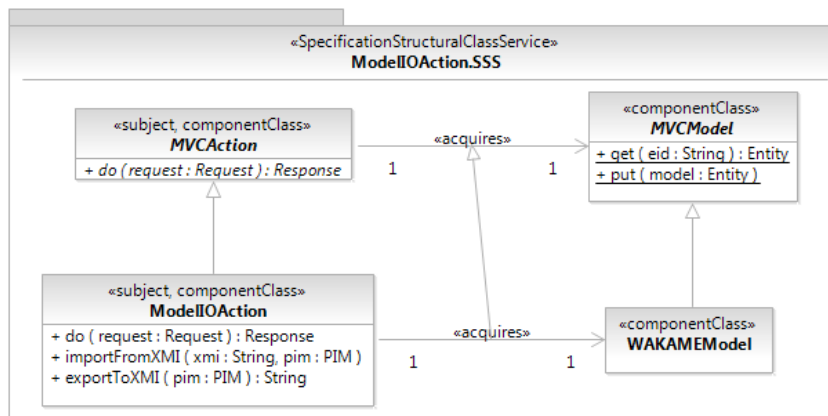 «SpecificationStructuralClassService»
ModelIOAction.SSS
«subject, componentClass»
MVCAction
+ do ( request : Request ) : Response
«acquires»
1
1
«componentClass»
MVCModel
+ get ( eid : String ) : Entity
+ put ( model : Entity )
«subject, componentClass»
ModelIOAction
+ do ( request : Request ) : Response
+ importFromXMI ( xmi : String, pim : PIM )
+ exportToXMI ( pim : PIM ) : String
«acquires»
1
1
«componentClass»
WAKAMEModel